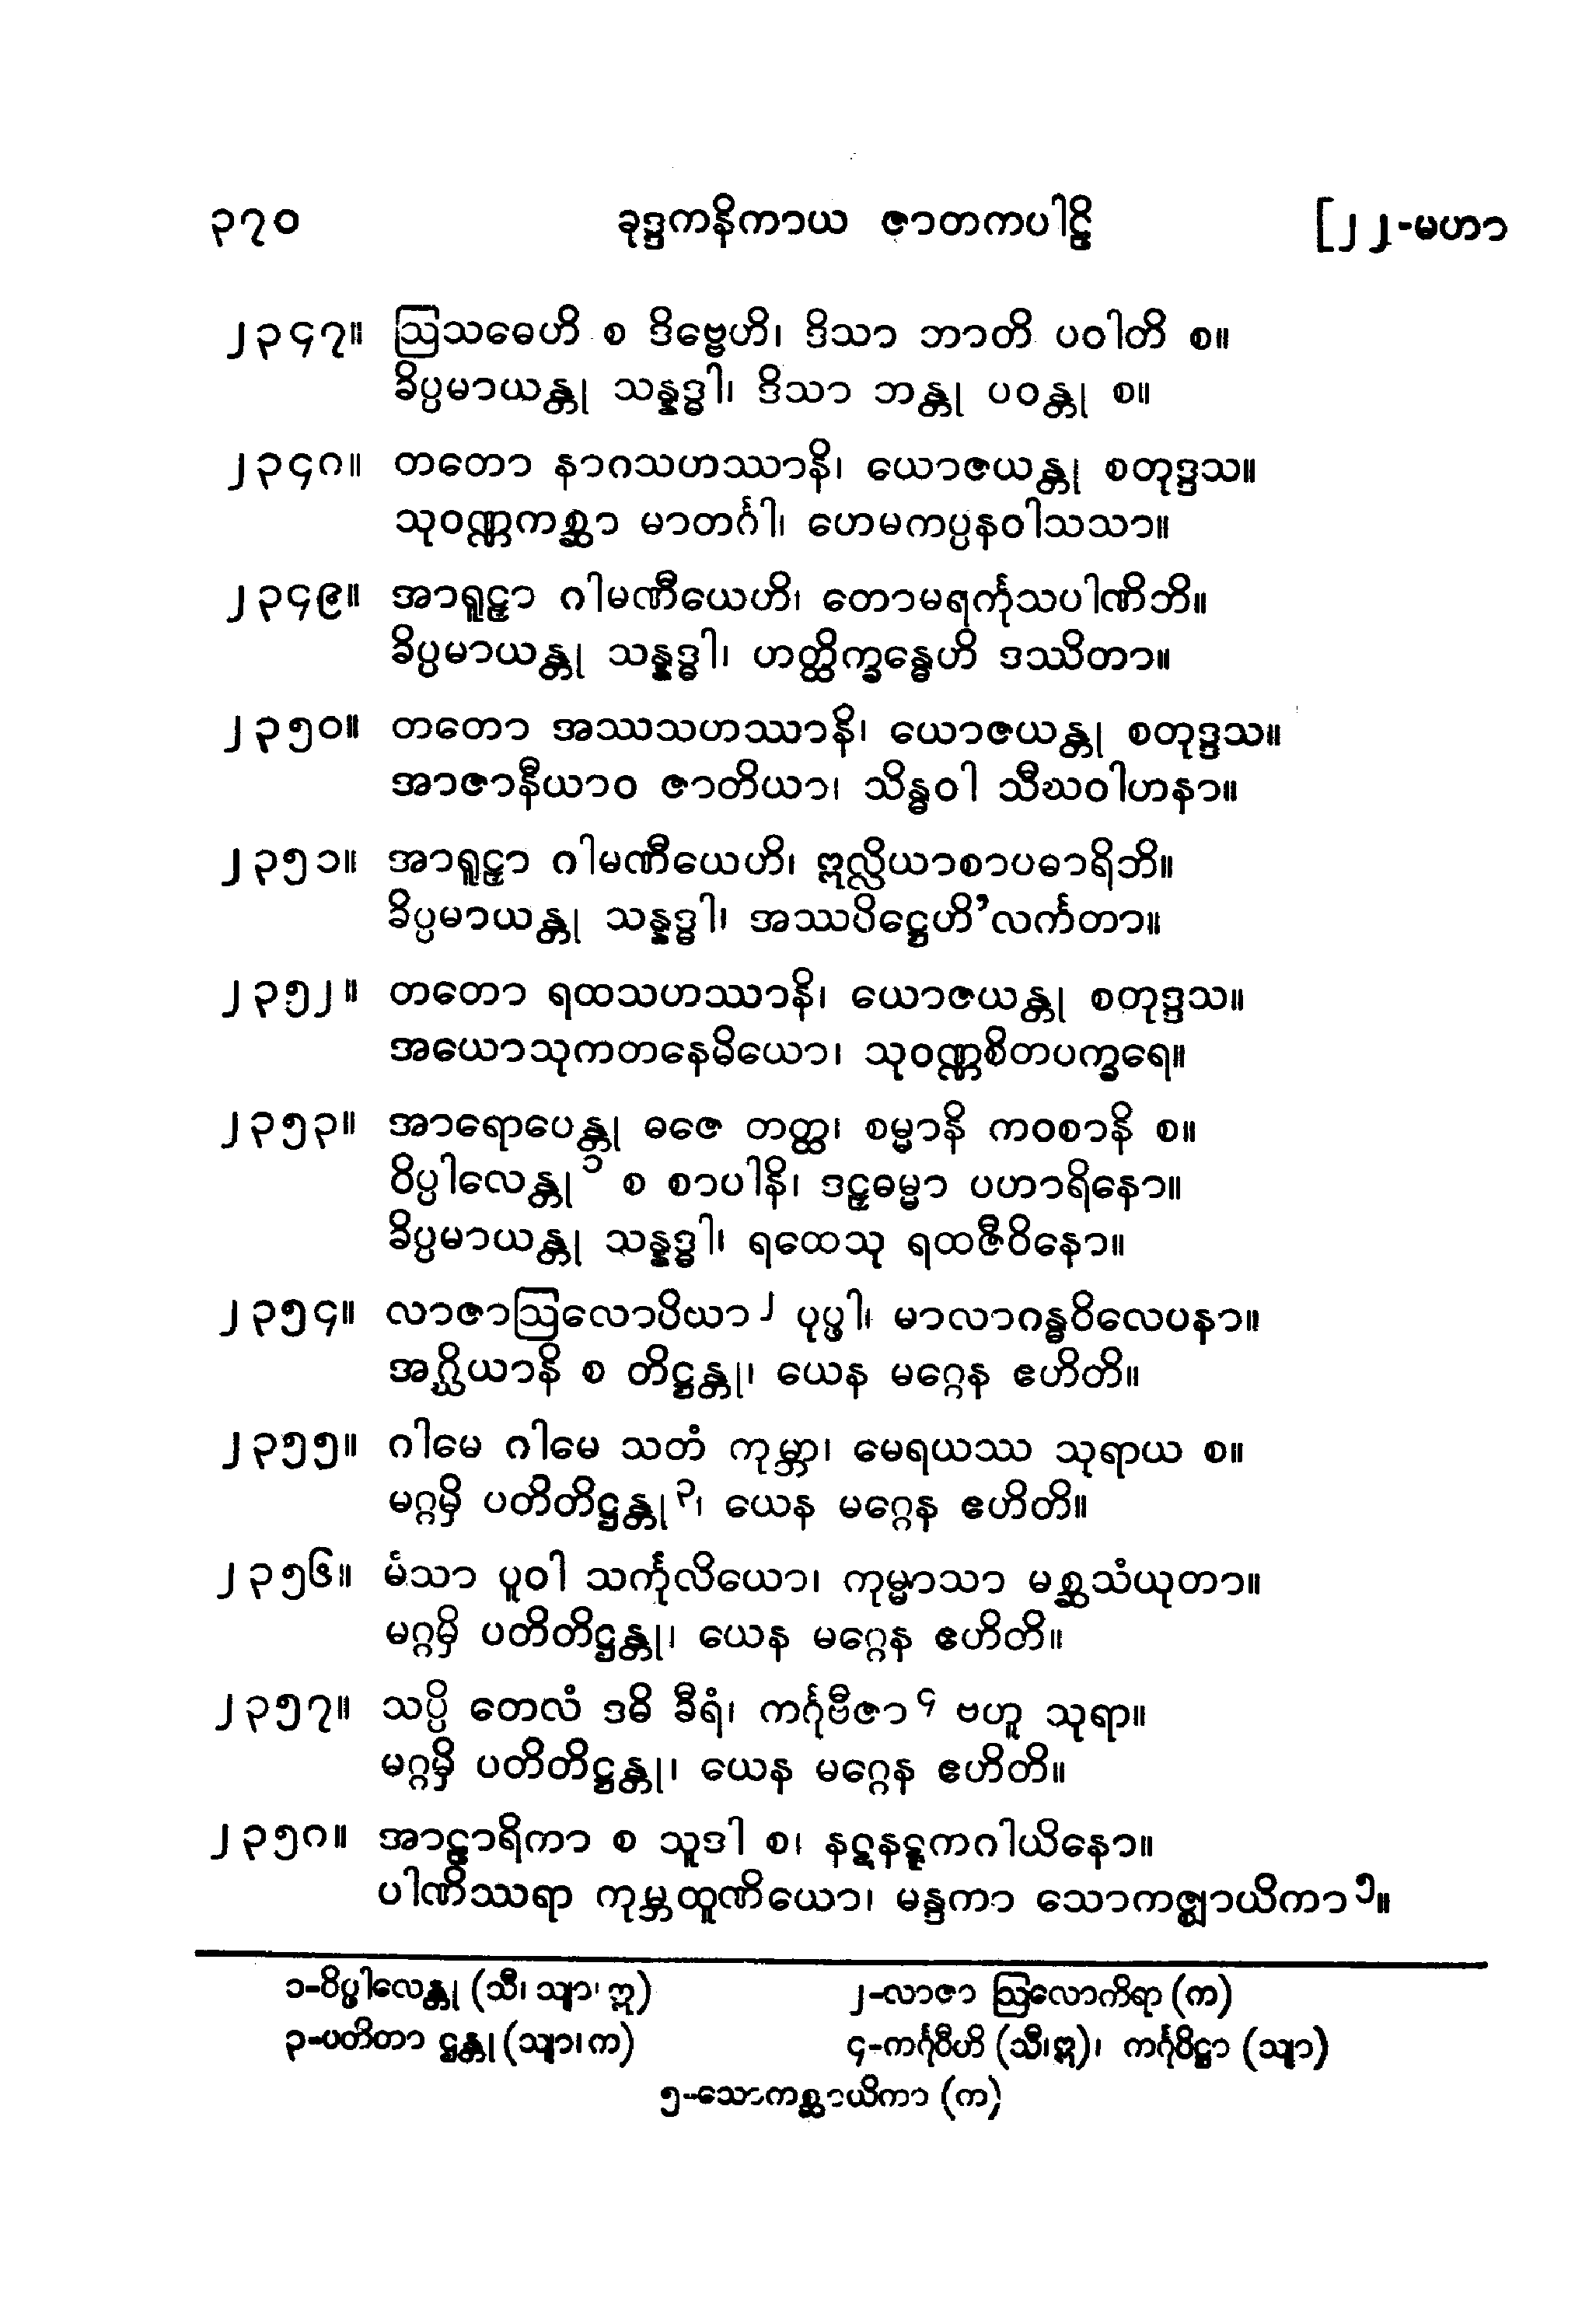 ၃၇၀ ခုဒ္ဒကနိကာယ ဇာတကပါဠိ [၂၂-မဟာ
၂၃၄၇။ ဩသဓေဟိ စ ဒိဗ္ဗေဟိ၊ ဒိသာ ဘာတိ ပဝါတိ စ။
ခိပ္ပမာယန္တု သန္နဒ္ဓါ၊ ဒိသာ ဘန္တု ပဝန္တု စ။
၂၃၄၈။ တတော နာဂသဟဿာနိ၊ ယောဇယန္တု စတုဒ္ဒသ။
သုဝဏ္ဏကစ္ဆာ မာတင်္ဂါ၊ ဟေမကပ္ပနဝါသသာ။
၂၃၄၉။ အာရူဠှာ ဂါမဏီယေဟိ၊ တောမရင်္ကုသပါဏိဘိ။
ခိပ္ပမာယန္တု သန္နဒ္ဓါ၊ ဟတ္ထိက္ခန္ဓေဟိ ဒဿိတာ။
၂၃၅၀။ တတော အဿသဟဿာနိ၊ ယောဇယန္တု စတုဒ္ဒသ။
အာဇာနီယာဝ ဇာတိယာ၊ သိန္ဓဝါ သီဃဝါဟနာ။
၂၃၅၁။ အာရူဠှာ ဂါမဏီယေဟိ၊ ဣလ္လိယာစာပဓာရိဘိ။
ခိပ္ပမာယန္တု သန္နဒ္ဓါ၊ အဿပိဋ္ဌေဟိ’လင်္ကတာ။
၂၃၅၂။ တတော ရထသဟဿာနိ၊ ယောဇယန္တု စတုဒ္ဒသ။
အယောသုကတနေမိယော၊ သုဝဏ္ဏစိတပက္ခရေ။
၂၃၅၃။ အာရောပေန္တု ဓဇေ တတ္ထ၊ စမ္မာနိ ကဝစာနိ စ။
ဝိပ္ပါလေန္တု၁ စ စာပါနိ၊ ဒဠှဓမ္မာ ပဟာရိနော။
ခိပ္ပမာယန္တု သန္နဒ္ဓါ၊ ရထေသု ရထဇီဝိနော။
၂၃၅၄။ လာဇာဩလောပိယာ၂ ပုပ္ဖါ၊ မာလာဂန္ဓဝိလေပနာ။
အဂ္ဃိယာနိ စ တိဋ္ဌန္တု၊ ယေန မဂ္ဂေန ဧဟိတိ။
၂၃၅၅။ ဂါမေ ဂါမေ သတံ ကုမ္ဘာ၊ မေရယဿ သုရာယ စ။
မဂ္ဂမှိ ပတိတိဋ္ဌန္တု၃၊ ယေန မဂ္ဂေန ဧဟိတိ။
၂၃၅၆။ မံသာ ပူဝါ သင်္ကုလိယော၊ ကုမ္မာသာ မစ္ဆသံယုတာ။
မဂ္ဂမှိ ပတိတိဋ္ဌန္တု၊ ယေန မဂ္ဂေန ဧဟိတိ။
၂၃၅၇။ သပ္ပိ တေလံ ဒဓိ ခီရံ၊ ကင်္ဂုဗီဇာ၄ ဗဟူ သုရာ။
မဂ္ဂမှိ ပတိတိဋ္ဌန္တု၊ ယေန မဂ္ဂေန ဧဟိတိ။
၂၃၅၈။ အာဠာရိကာ စ သူဒါ စ၊ နဋနဋ္ဋကဂါယိနော။
ပါဏိဿရာ ကုမ္ဘထူဏိယော၊ မန္ဒကာ သောကဇ္ဈာယိကာ၅။
၁-ဝိပ္ဖါလေန္တု (သီ၊ သျာ၊ ဣ) ၂-လာဇာ ဩလောကိရာ (က)
၃-ပတိတာ ဋ္ဌန္တု (သျာ၊ က) ၄-ကင်္ဂုဝီဟိ (သီ၊ဣ)၊ ကင်္ဂုပိဋ္ဌာ (သျာ)
၅-သောကစ္ဆာယိကာ (က)